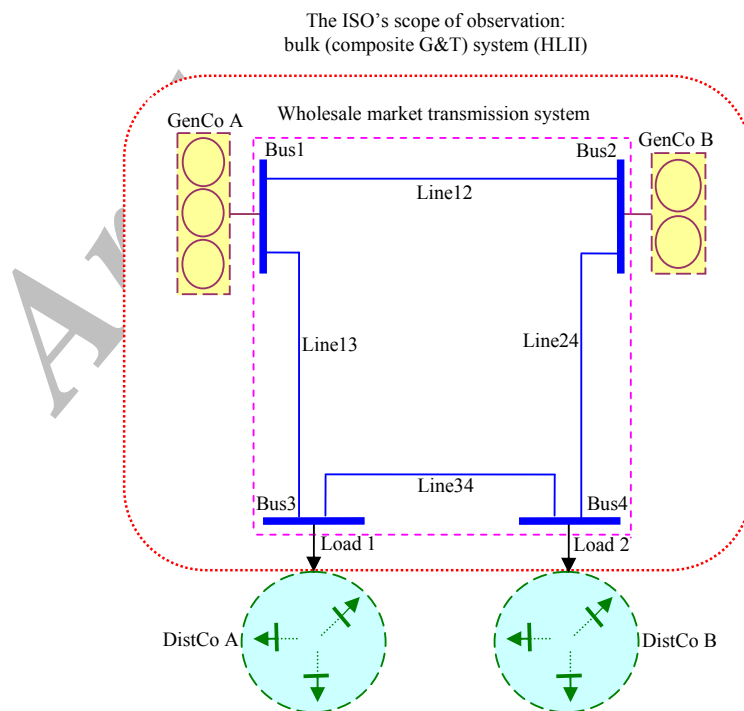 The ISO's scope of observation:
bulk (composite G&T) system (HLII)
Wholesale market transmission system
GenCo A
GenCo B
Bus1
Bus2
Line12
Line13
Line24
Line34
Bus3
Bus4
Load 1
Load 2
DistCo A
DistCo B